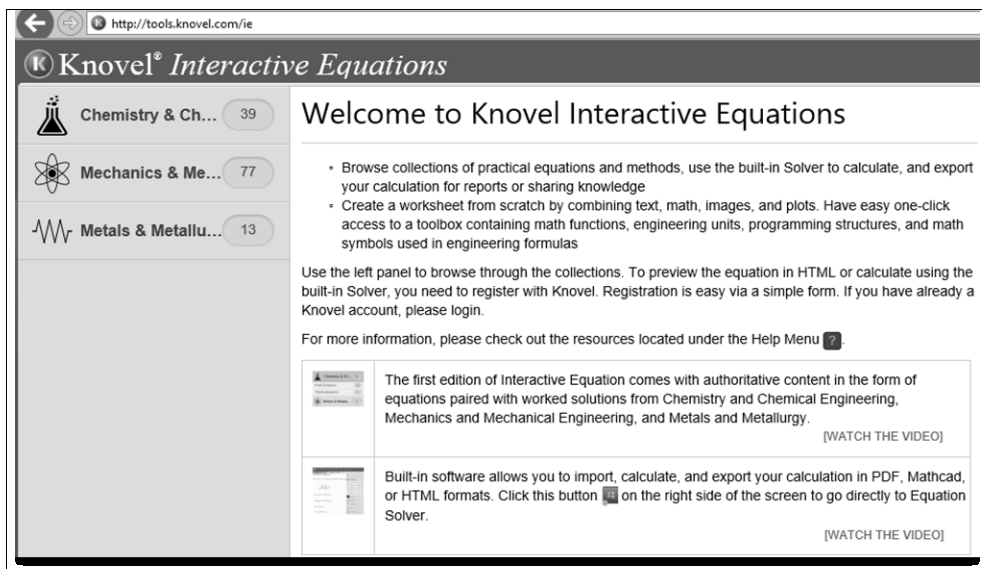 http://tools.knovel.com/ie
K Knovel® Interactive Equations
Chemistry & Ch... 39
Mechanics & Me... 77
Metals & Metallu... 13
Welcome to Knovel Interactive Equations
◦ Browse collections of practical equations and methods, use the built-in Solver to calculate, and export
your calculation for reports or sharing knowledge
◦ Create a worksheet from scratch by combining text, math, images, and plots. Have easy one-click
access to a toolbox containing math functions, engineering units, programming structures, and math
symbols used in engineering formulas
Use the left panel to browse through the collections. To preview the equation in HTML or calculate using the
built-in Solver, you need to register with Knovel. Registration is easy via a simple form. If you have already a
Knovel account, please login.
For more information, please check out the resources located under the Help Menu ?.
The first edition of Interactive Equation comes with authoritative content in the form of
equations paired with worked solutions from Chemistry and Chemical Engineering,
Mechanics and Mechanical Engineering, and Metals and Metallurgy.
[WATCH THE VIDEO]
Built-in software allows you to import, calculate, and export your calculation in PDF, Mathcad,
or HTML formats. Click this button on the right side of the screen to go directly to Equation
Solver.
[WATCH THE VIDEO]